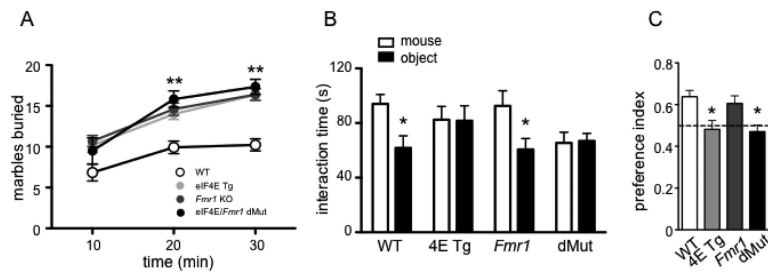 A
marbles buried
20
15
10
5
0
**
**
WT
eIF4E Tg
Fmr1 KO
eIF4E/Fmr1 dMut
10 20 30
time (min)
B
mouse
object
interaction time (s)
120
80
40
0
*
*
WT 4E Tg Fmr1 dMut
C
preference index
0.8
0.6
0.4
0.2
0
*
*
WT
4E Tg
Fmr1
dMut